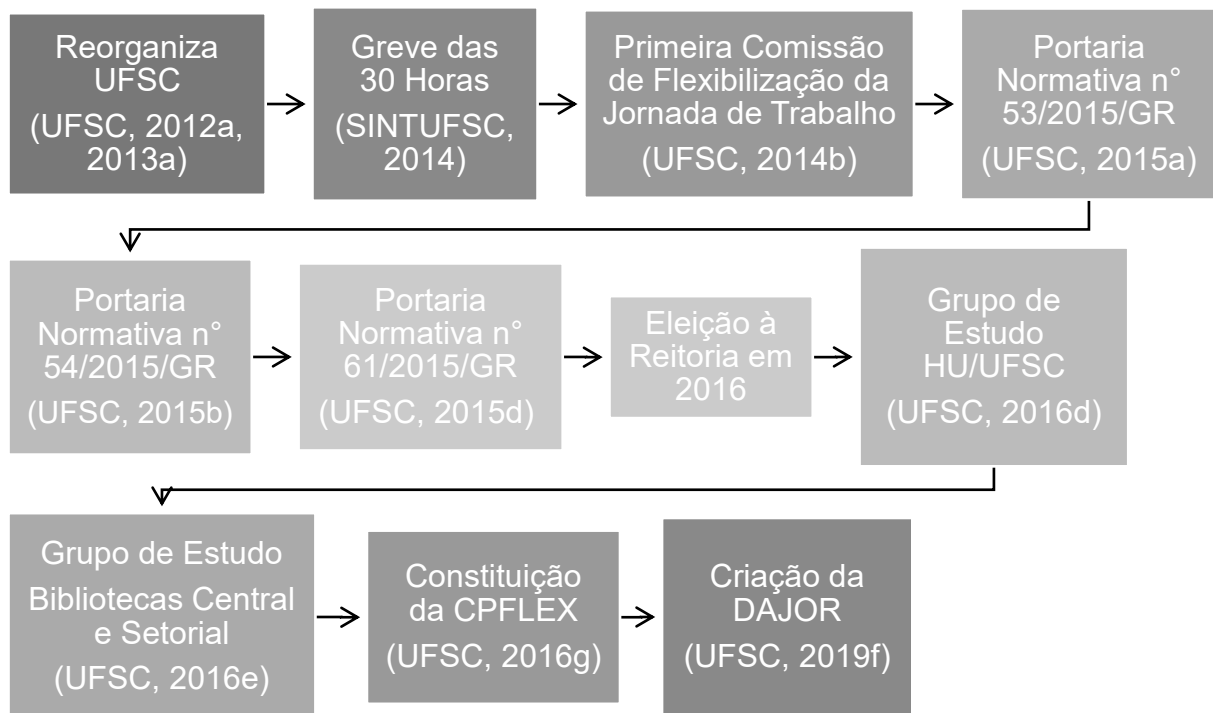 Reorganiza
UFSC
(UFSC, 2012a,
2013a)
Greve das
30 Horas
(SINTUFSC,
2014)
Primeira Comissão
de Flexibilização da
Jornada de Trabalho
(UFSC, 2014b)
Portaria
Normativa n°
53/2015/GR
(UFSC, 2015a)
Portaria
Normativa n°
54/2015/GR
(UFSC, 2015b)
Portaria
Normativa n°
61/2015/GR
(UFSC, 2015d)
Eleição à
Reitoria em
2016
Grupo de
Estudo
HU/UFSC
(UFSC, 2016d)
Grupo de Estudo
Bibliotecas Central
e Setorial
(UFSC, 2016e)
Constituição
da CPFLEX
(UFSC, 2016g)
Criação da
DAJOR
(UFSC, 2019f)